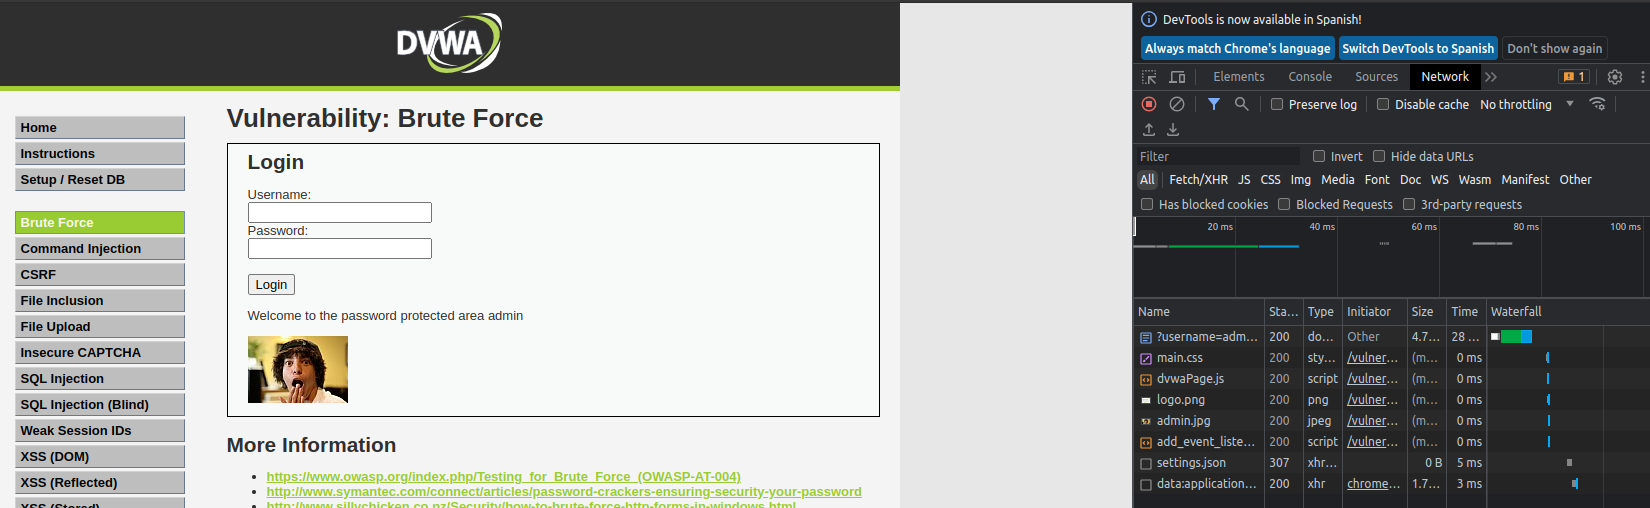 DVWA
Home
Instructions
Setup / Reset DB
Brute Force
Command Injection
CSRF
File Inclusion
File Upload
Insecure CAPTCHA
SQL Injection
SQL Injection (Blind)
Weak Session IDs
XSS (DOM)
XSS (Reflected)
XSS (Stored)
Vulnerability: Brute Force
Login
Username:
Password:
Login
Welcome to the password protected area admin
More Information
https://www.owasp.org/index.php/Testing_for_Brute_Force_(OWASP-AT-004)
http://www.symantec.com/connect/articles/password-crackers-ensuring-security-your-password
http://www.sillychicken.co.nz/Security/how-to-brute-force-http-forms-in-windows.html
DevTools is now available in Spanish!
Always match Chrome's language Switch DevTools to Spanish Don't show again
Elements Console Sources Network 1
Preserve log Disable cache No throttling
Filter Invert Hide data URLs
All Fetch/XHR JS CSS Img Media Font Doc WS Wasm Manifest Other
Has blocked cookies Blocked Requests 3rd-party requests
20 ms 40 ms 60 ms 80 ms 100 ms
Name Sta... Type Initiator Size Time Waterfall
?username=adm... 200 do... Other 4.7... 28 ...
main.css 200 sty... /vulner... (m... 0 ms
dvwaPage.js 200 script /vulner... (m... 0 ms
logo.png 200 png /vulner... (m... 0 ms
admin.jpg 200 jpeg /vulner... (m... 0 ms
add_event_liste... 200 script /vulner... (m... 0 ms
settings.json 307 xhr... 0 B 5 ms
data:application... 200 xhr chrome... 1.7... 3 ms